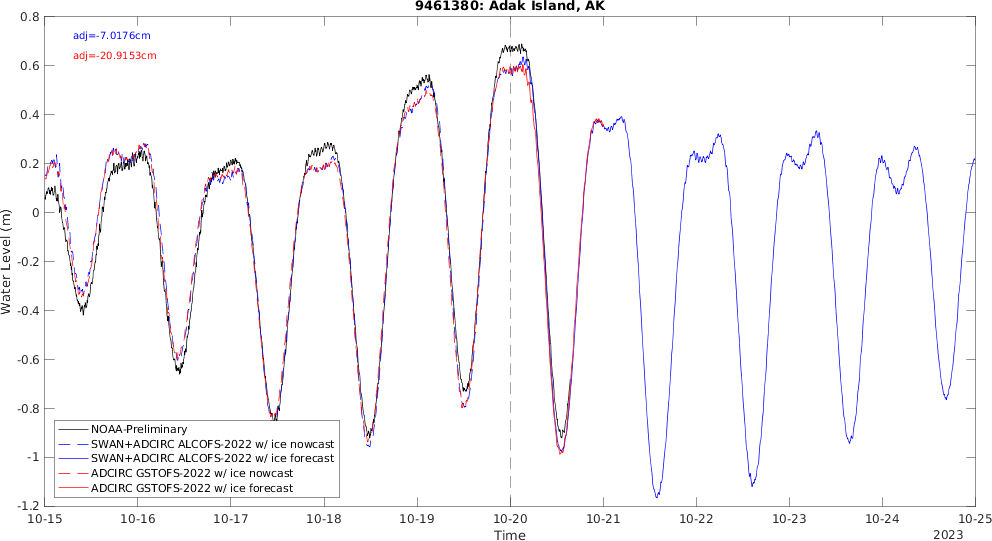 9461380: Adak Island, AK
adj=-7.0176cm
adj=-20.9153cm
Water Level (m)
0.8
0.6
0.4
0.2
0
-0.2
-0.4
-0.6
-0.8
-1
-1.2
NOAA-Preliminary
SWAN+ADCIRC ALCOFS-2022 w/ ice nowcast
SWAN+ADCIRC ALCOFS-2022 w/ ice forecast
ADCIRC GSTOFS-2022 w/ ice nowcast
ADCIRC GSTOFS-2022 w/ ice forecast
10-15 10-16 10-17 10-18 10-19 10-20 10-21 10-22 10-23 10-24 10-25
Time
2023